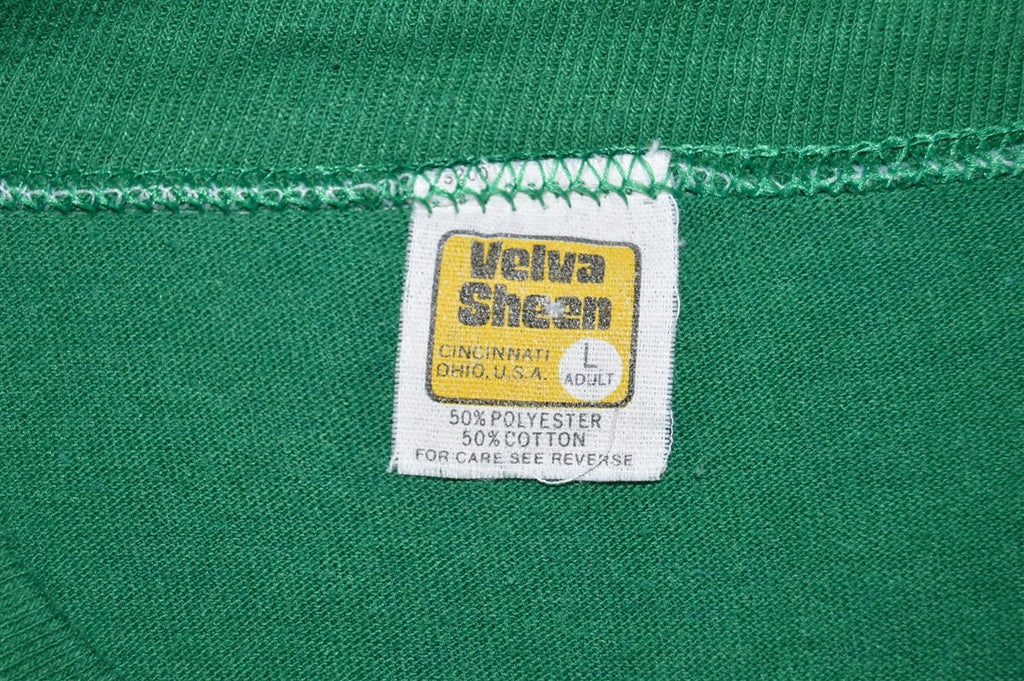 Velva
Sheen
CINCINNATI
OHIO, U.S.A.
L
ADULT
50% POLYESTER
50% COTTON
FOR CARE SEE REVERSE